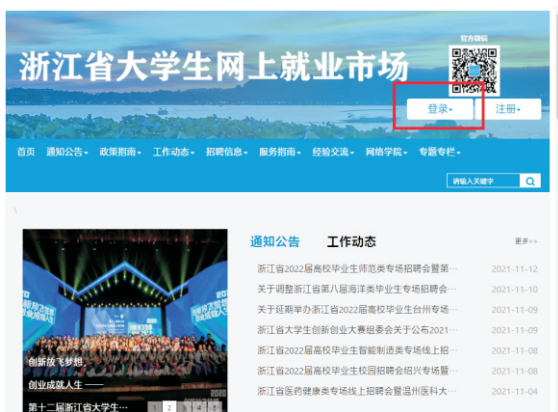 官方微信
浙江省大学生网上就业市场
登录
注册
首页 通知公告 政策指南 工作动态 招聘信息 服务指南 经验交流 网络学院 专题专栏
请输入关键字
\
通知公告 工作动态 更多>>
浙江省2022届高校毕业生师范类专场招聘会暨第… 2021-11-12
关于调整浙江省第八届海洋类毕业生专场招聘会… 2021-11-10
关于延期举办浙江省2022届高校毕业生台州专场… 2021-11-09
浙江省大学生创新创业大赛组委会关于公布2021… 2021-11-09
浙江省2022届高校毕业生智能制造类专场线上招… 2021-11-08
浙江省2022届高校毕业生校园招聘会绍兴专场暨… 2021-11-08
浙江省医药健康类专场线上招聘会暨温州医科大… 2021-11-04
创新放飞梦想,
创业成就人生 ——
第十二届浙江省大学生…
1 2 3 4 5